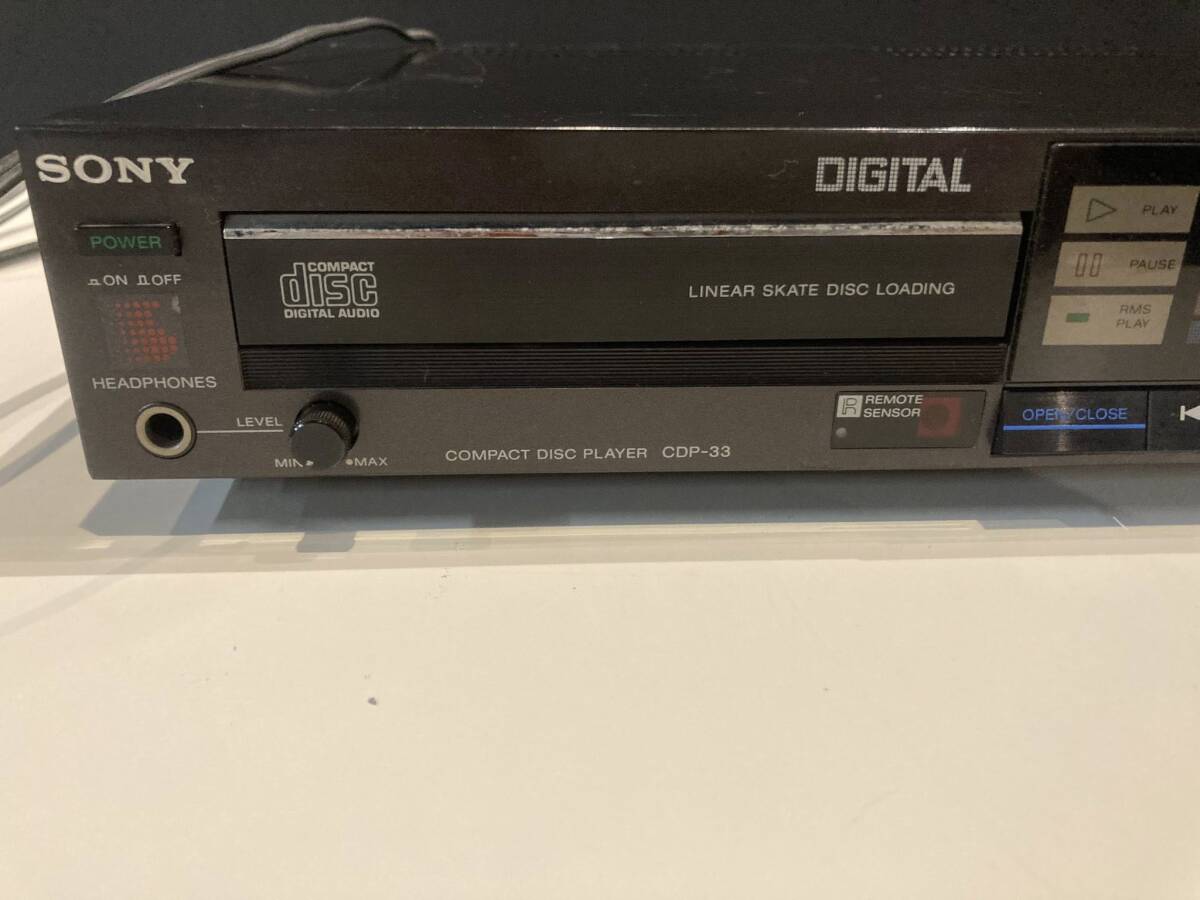 SONY
DIGITAL
POWER
ON OFF
COMPACT
disc
DIGITAL AUDIO
LINEAR SKATE DISC LOADING
HEADPHONES
LEVEL
MIN MAX
COMPACT DISC PLAYER CDP-33
R REMOTE
SENSOR
PLAY
PAUSE
RMS
PLAY
OPEN/CLOSE